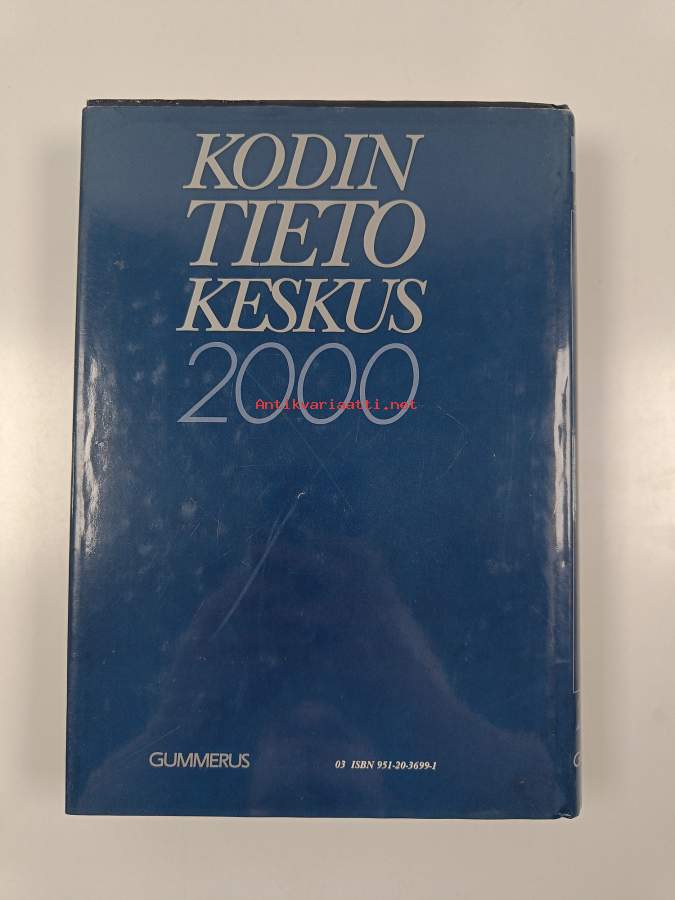 KODIN
TIETO
KESKUS
2000
Antikvariaatti.net
GUMMERUS
03 ISBN 951-20-3699-1